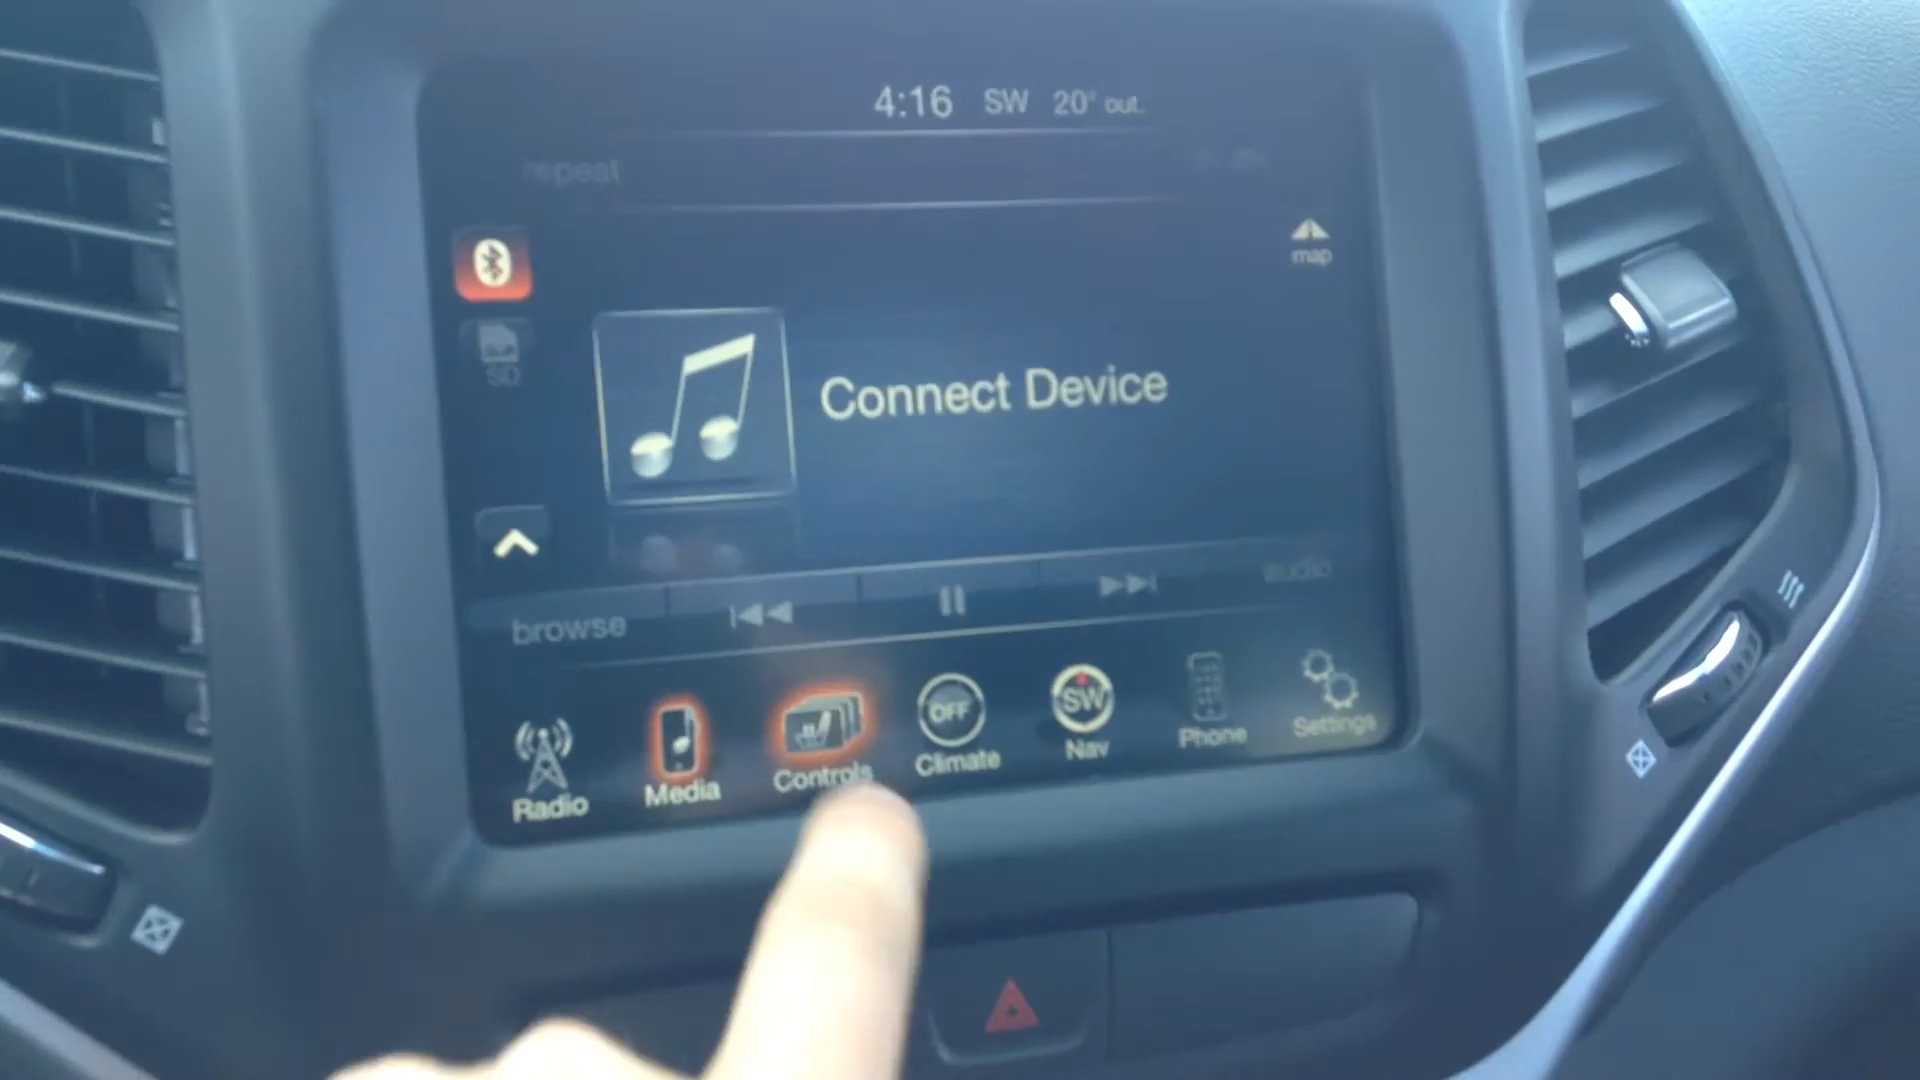 4:16 SW 20° out.
repeat
map
SD
Connect Device
browse
audio
OFF
SW
Radio
Media
Controls
Climate
Nav
Phone
Settings